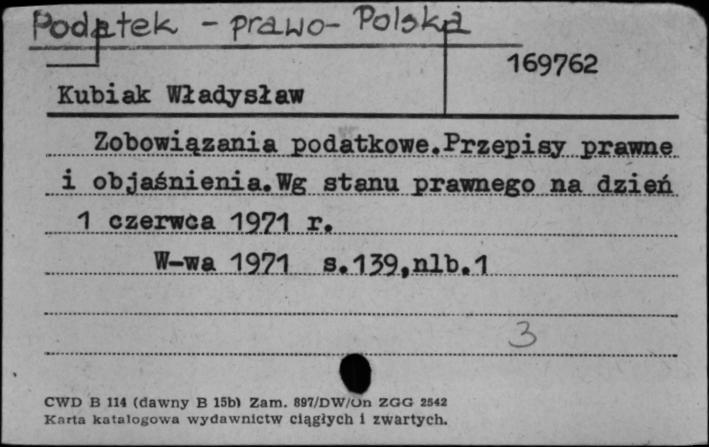 Podatek - prawo - Polska
169762
Kubiak Władysław
Zobowiązania podatkowe.Przepisy prawne
i objaśnienia.Wg stanu prawnego na dzień
1 czerwca 1971 r.
W-wa 1971 s.139,nlb.1
3
CWD B 114 (dawny B 15b) Zam. 897/DW/Un ZGG 2542
Karta katalogowa wydawnictw ciągłych i zwartych.